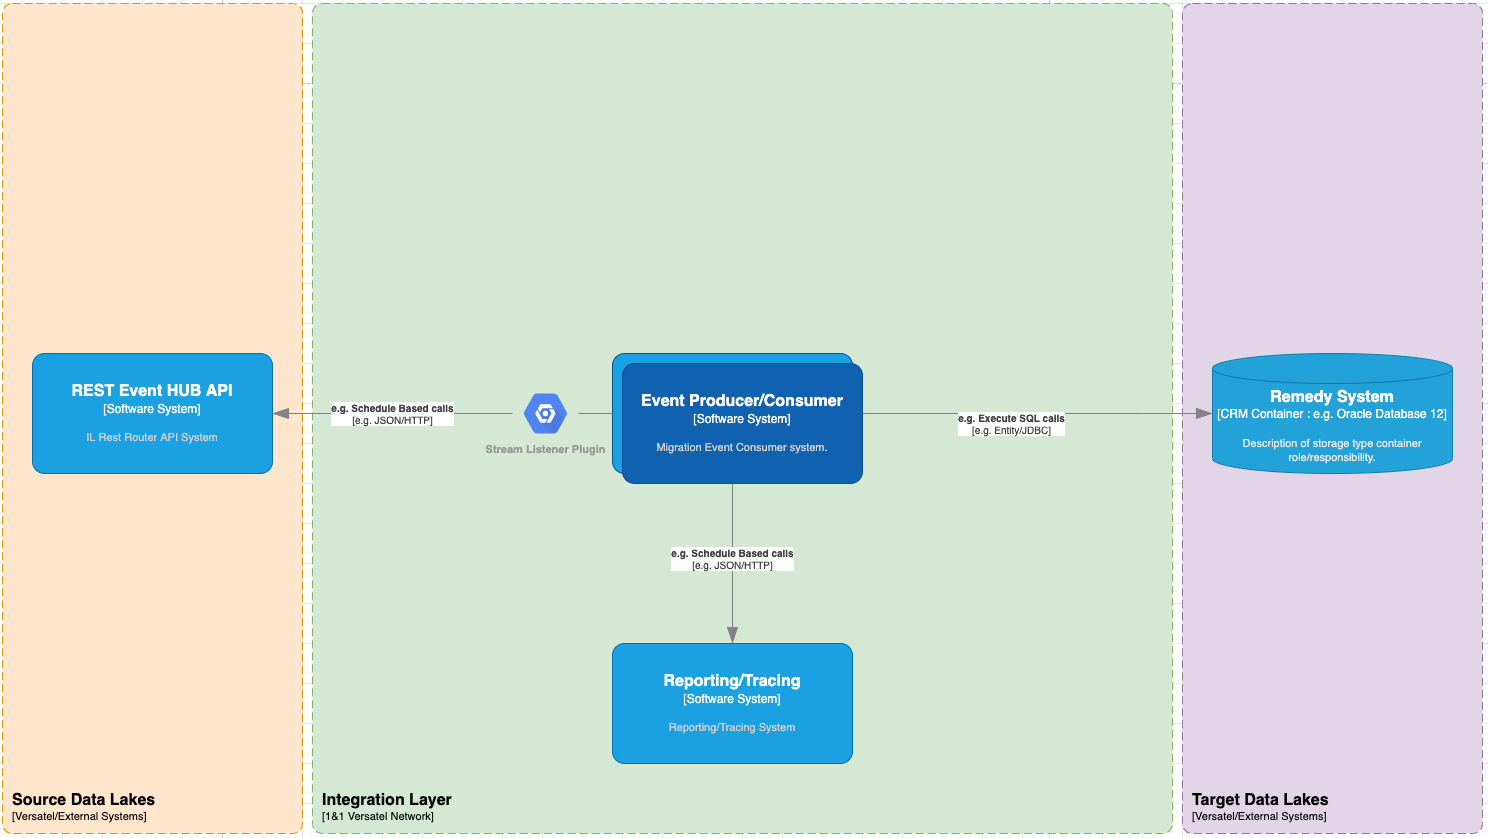 REST Event HUB API
[Software System]
IL Rest Router API System
e.g. Schedule Based calls
[e.g. JSON/HTTP]
Stream Listener Plugin
Event Producer/Consumer
[Software System]
Migration Event Consumer system.
e.g. Execute SQL calls
[e.g. Entity/JDBC]
Remedy System
[CRM Container : e.g. Oracle Database 12]
Description of storage type container
role/responsibility.
e.g. Schedule Based calls
[e.g. JSON/HTTP]
Reporting/Tracing
[Software System]
Reporting/Tracing System
Source Data Lakes
[Versatel/External Systems]
Integration Layer
[1&1 Versatel Network]
Target Data Lakes
[Versatel/External Systems]